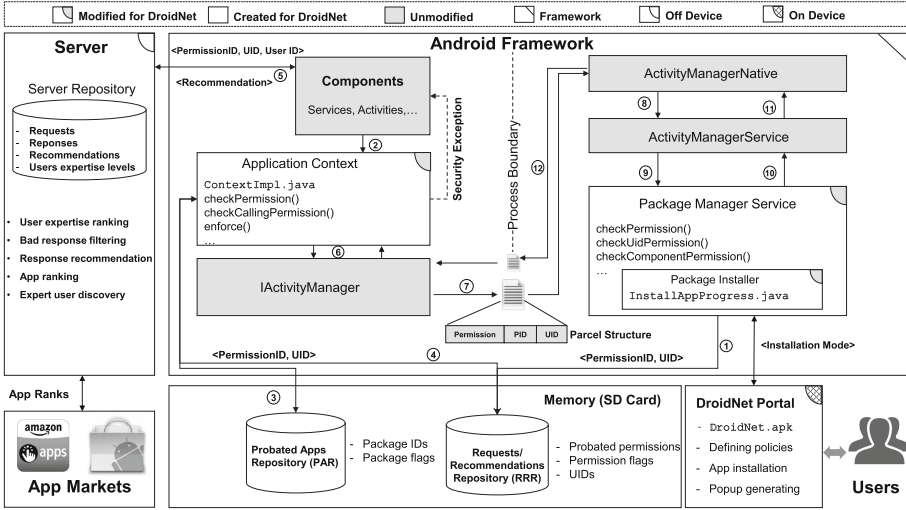 Modified for DroidNet
Created for DroidNet
Unmodified
Framework
Off Device
On Device
Server
Server Repository
- Requests
- Reponses
- Recommendations
- Users expertise levels
• User expertise ranking
• Bad response filtering
• Response recommendation
• App ranking
• Expert user discovery
App Ranks
amazon
apps
App Markets
Android Framework
<PermissionID, UID, User ID>
<Recommendation>
5
Components
Services, Activities,...
2
Security Exception
Application Context
ContextImpl.java
checkPermission()
checkCallingPermission()
enforce()
...
6
IActivityManager
7
Process Boundary
12
Permission
PID
UID
Parcel Structure
ActivityManagerNative
8
11
ActivityManagerService
9
10
Package Manager Service
checkPermission()
checkUidPermission()
checkComponentPermission()
...
Package Installer
InstallAppProgress.java
<PermissionID, UID>
4
<PermissionID, UID>
1
<Installation Mode>
3
Memory (SD Card)
Probated Apps
Repository (PAR)
- Package IDs
- Package flags
Requests/
Recommendations
Repository (RRR)
- Probated permissions
- Permission flags
- UIDs
DroidNet Portal
- DroidNet.apk
- Defining policies
- App installation
- Popup generating
Users